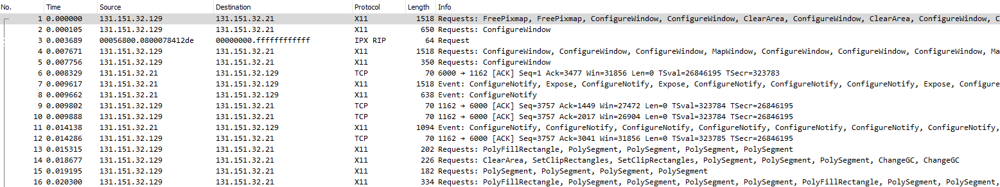 No. Time Source Destination Protocol Length Info
1 0.000000 131.151.32.129 131.151.32.21 X11 1518 Requests: FreePixmap, FreePixmap, ConfigureWindow, ConfigureWindow, ClearArea, ConfigureWindow, ConfigureWindow, ClearArea, ConfigureWindow, C
2 0.000105 131.151.32.129 131.151.32.21 X11 650 Requests: ConfigureWindow
3 0.003689 00056800.0800078412de 00000000.ffffffffffff IPX RIP 64 Request
4 0.007671 131.151.32.129 131.151.32.21 X11 1518 Requests: ConfigureWindow, ConfigureWindow, ConfigureWindow, MapWindow, ConfigureWindow, ConfigureWindow, ConfigureWindow, Ma
5 0.007756 131.151.32.129 131.151.32.21 X11 350 Requests: ConfigureWindow
6 0.008329 131.151.32.21 131.151.32.129 TCP 70 6000 → 1162 [ACK] Seq=1 Ack=3477 Win=31856 Len=0 TSval=26846195 TSecr=323783
7 0.009617 131.151.32.21 131.151.32.129 X11 1518 Event: ConfigureNotify, Expose, ConfigureNotify, Expose, ConfigureNotify, ConfigureNotify, ConfigureNotify, Expose, Configure
8 0.009662 131.151.32.21 131.151.32.129 X11 638 Event: ConfigureNotify
9 0.009802 131.151.32.129 131.151.32.21 TCP 70 1162 → 6000 [ACK] Seq=3757 Ack=1449 Win=27472 Len=0 TSval=323784 TSecr=26846195
10 0.009888 131.151.32.129 131.151.32.21 TCP 70 1162 → 6000 [ACK] Seq=3757 Ack=2017 Win=26904 Len=0 TSval=323784 TSecr=26846195
11 0.014138 131.151.32.21 131.151.32.129 X11 1094 Event: ConfigureNotify, ConfigureNotify, ConfigureNotify, ConfigureNotify, ConfigureNotify, ConfigureNotify, ConfigureNotify,
12 0.014286 131.151.32.129 131.151.32.21 TCP 70 1162 → 6000 [ACK] Seq=3757 Ack=3041 Win=31856 Len=0 TSval=323785 TSecr=26846195
13 0.015315 131.151.32.129 131.151.32.21 X11 202 Requests: PolyFillRectangle, PolySegment, PolySegment, PolySegment, PolySegment
14 0.018677 131.151.32.129 131.151.32.21 X11 226 Requests: ClearArea, SetClipRectangles, SetClipRectangles, PolySegment, PolySegment, PolySegment, ChangeGC, ChangeGC
15 0.019195 131.151.32.129 131.151.32.21 X11 182 Requests: PolySegment, PolySegment, PolySegment, PolySegment
16 0.020300 131.151.32.129 131.151.32.21 X11 334 Requests: PolyFillRectangle, PolySegment, PolySegment, PolySegment, PolySegment, PolyFillRectangle, PolySegment, PolySegment,